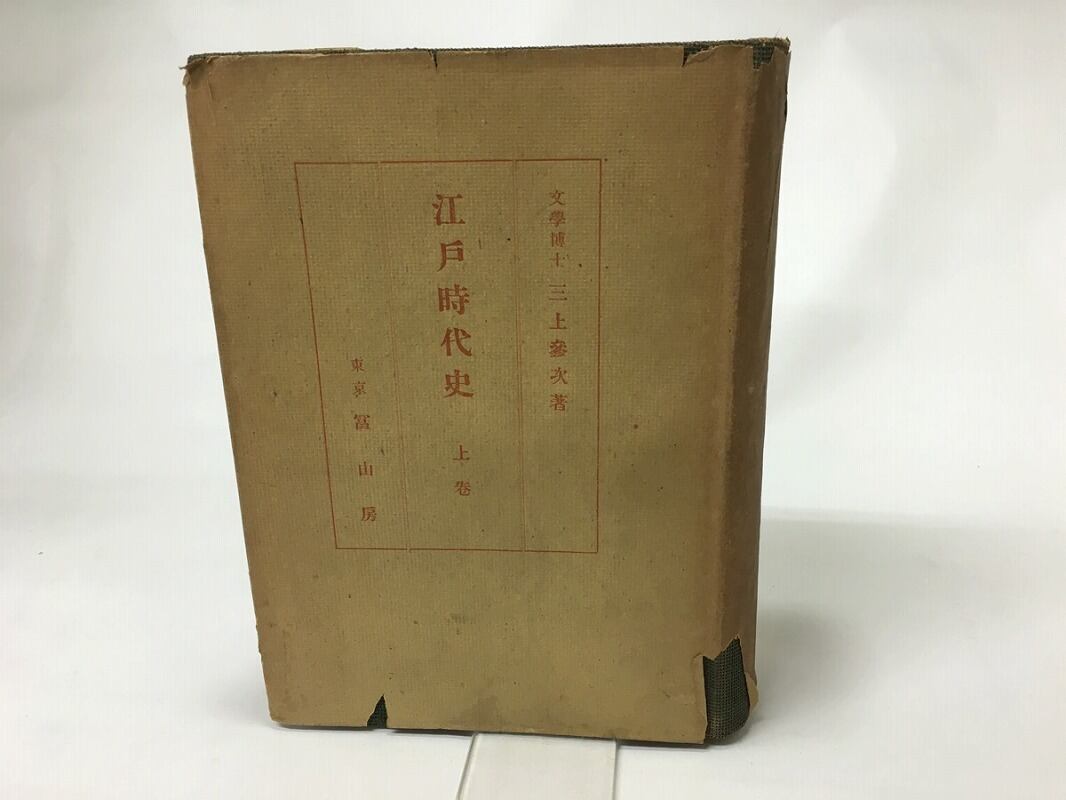 文學博士 三上參次著
江戶時代史 上卷
東京 冨山房